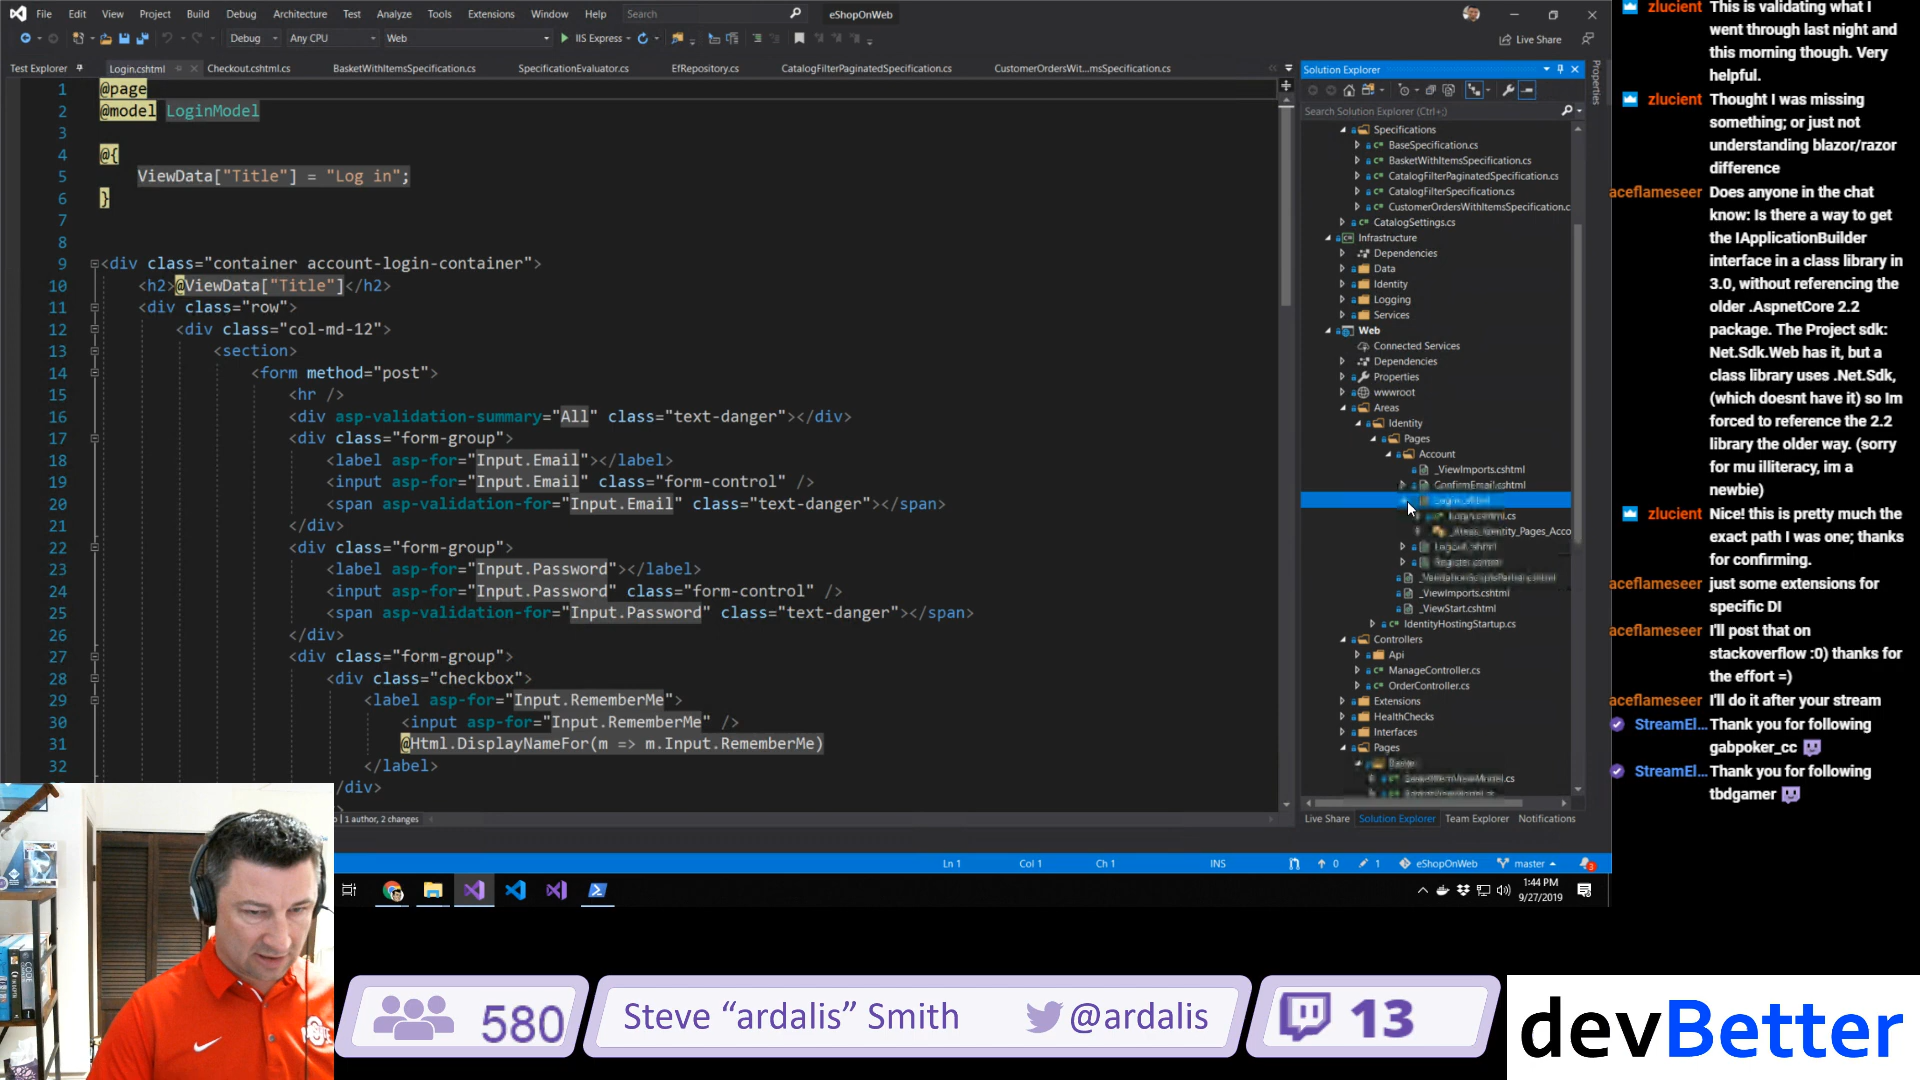 File Edit View Project Build Debug Architecture Test Analyze Tools Extensions Window Help Search eShopOnWeb
Debug Any CPU Web IIS Express Live Share
Test Explorer Login.cshtml Checkout.cshtml.cs BasketWithItemsSpecification.cs SpecificationEvaluator.cs EfRepository.cs CatalogFilterPaginatedSpecification.cs CustomerOrdersWit...msSpecification.cs
1 @page
2 @model LoginModel
3
4 @{
5 ViewData["Title"] = "Log in";
6 }
7
8
9 <div class="container account-login-container">
10 <h2>@ViewData["Title"]</h2>
11 <div class="row">
12 <div class="col-md-12">
13 <section>
14 <form method="post">
15 <hr />
16 <div asp-validation-summary="All" class="text-danger"></div>
17 <div class="form-group">
18 <label asp-for="Input.Email"></label>
19 <input asp-for="Input.Email" class="form-control" />
20 <span asp-validation-for="Input.Email" class="text-danger"></span>
21 </div>
22 <div class="form-group">
23 <label asp-for="Input.Password"></label>
24 <input asp-for="Input.Password" class="form-control" />
25 <span asp-validation-for="Input.Password" class="text-danger"></span>
26 </div>
27 <div class="form-group">
28 <div class="checkbox">
29 <label asp-for="Input.RememberMe">
30 <input asp-for="Input.RememberMe" />
31 @Html.DisplayNameFor(m => m.Input.RememberMe)
32 </label>
/div>
| 1 author, 2 changes
Solution Explorer
Search Solution Explorer (Ctrl+;)
Specifications
BaseSpecification.cs
BasketWithItemsSpecification.cs
CatalogFilterPaginatedSpecification.cs
CatalogFilterSpecification.cs
CustomerOrdersWithItemsSpecification.c
CatalogSettings.cs
Infrastructure
Dependencies
Data
Identity
Logging
Services
Web
Connected Services
Dependencies
Properties
wwwroot
Areas
Identity
Pages
Account
_ViewImports.cshtml
ConfirmEmail.cshtml
Login.cshtml.cs
Logout.cshtml
Register.cshtml
_ValidationScriptsPartial.cshtml
_ViewImports.cshtml
_ViewStart.cshtml
IdentityHostingStartup.cs
Controllers
Api
ManageController.cs
OrderController.cs
Extensions
HealthChecks
Interfaces
Pages
Basket
BasketItemViewModel.cs
Live Share Solution Explorer Team Explorer Notifications
Properties
Ln 1 Col 1 Ch 1 INS 0 1 eShopOnWeb master 3
1:44 PM
9/27/2019
zlucient This is validating what I
went through last night and
this morning though. Very
helpful.
zlucient Thought I was missing
something; or just not
understanding blazor/razor
difference
aceflameseer Does anyone in the chat
know: Is there a way to get
the IApplicationBuilder
interface in a class library in
3.0, without referencing the
older .AspnetCore 2.2
package. The Project sdk:
Net.Sdk.Web has it, but a
class library uses .Net.Sdk,
(which doesnt have it) so Im
forced to reference the 2.2
library the older way. (sorry
for mu illiteracy, im a
newbie)
zlucient Nice! this is pretty much the
exact path I was one; thanks
for confirming.
aceflameseer just some extensions for
specific DI
aceflameseer I'll post that on
stackoverflow :0) thanks for
the effort =)
aceflameseer I'll do it after your stream
StreamEl... Thank you for following
gabpoker_cc
StreamEl... Thank you for following
tbdgamer
580
Steve "ardalis" Smith @ardalis
13
devBetter